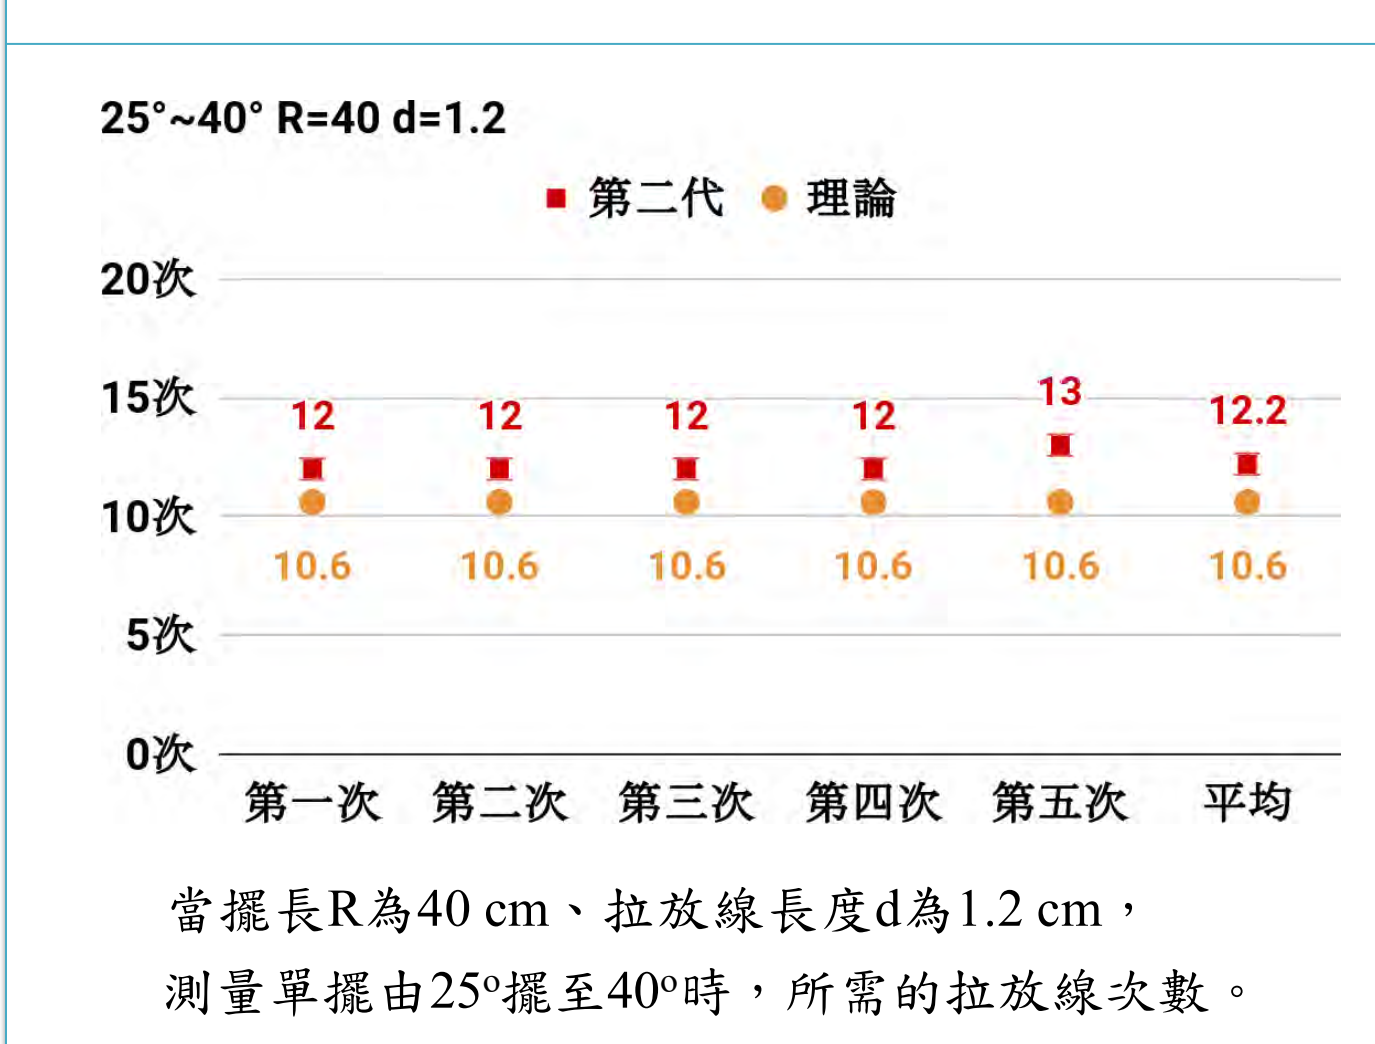 25°~40° R=40 d=1.2
第二代 理論
20次
15次
10次
5次
0次
12 12 12 12 13 12.2
10.6 10.6 10.6 10.6 10.6 10.6
第一次 第二次 第三次 第四次 第五次 平均
當擺長R為40 cm、拉放線長度d為1.2 cm，
測量單擺由25°擺至40°時，所需的拉放線次數。